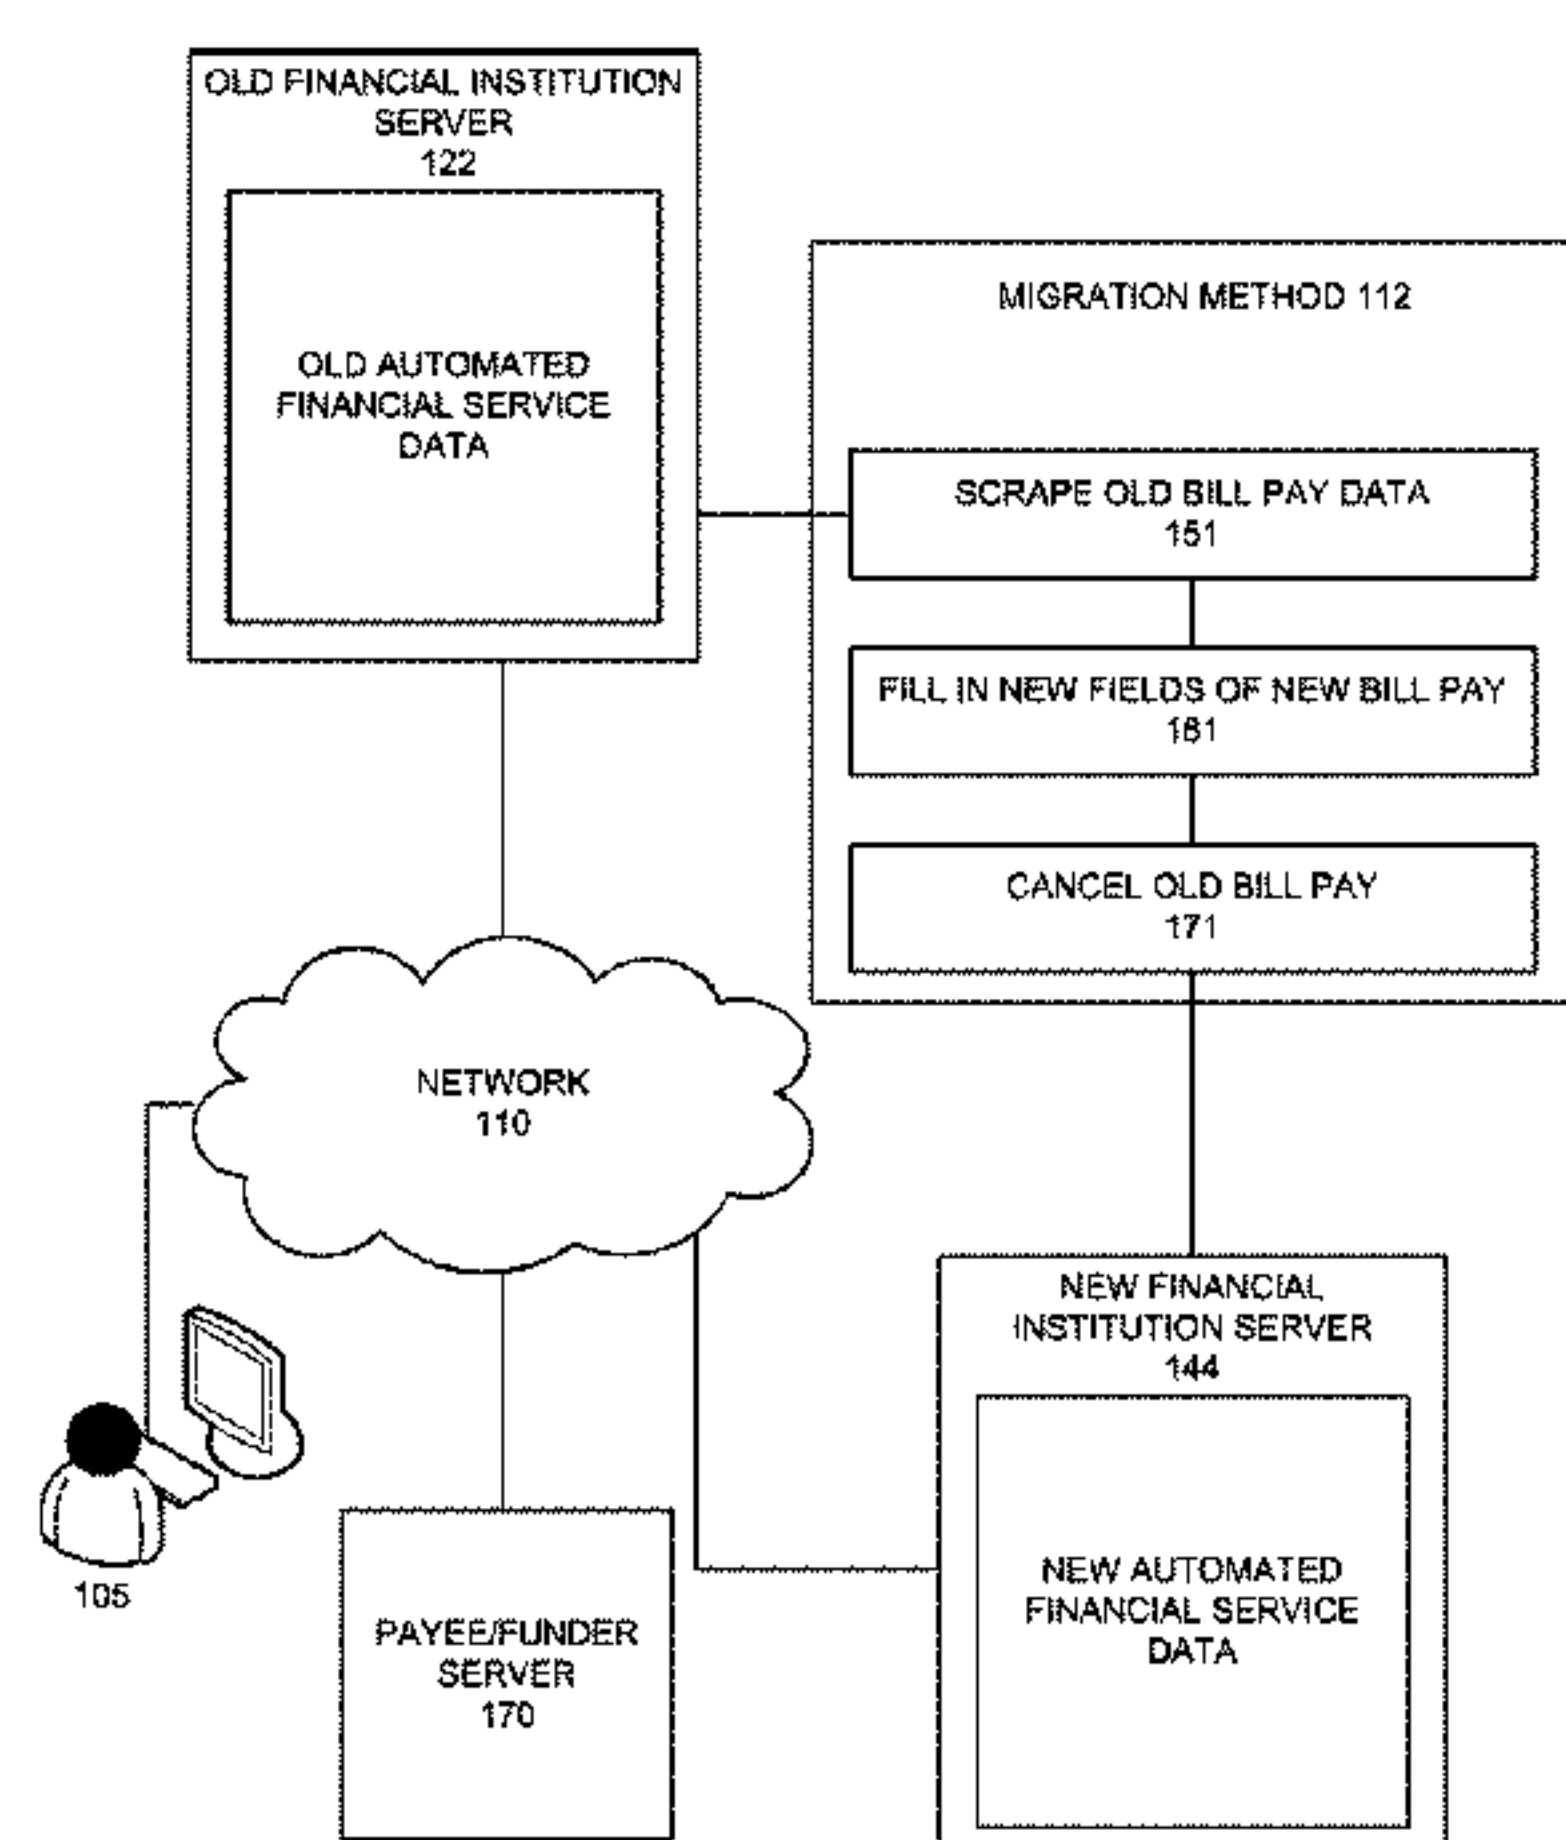 OLD FINANCIAL INSTITUTION
SERVER
122
OLD AUTOMATED
FINANCIAL SERVICE
DATA
MIGRATION METHOD 112
SCRAPE OLD BILL PAY DATA
151
FILL IN NEW FIELDS OF NEW BILL PAY
161
CANCEL OLD BILL PAY
171
NETWORK
110
105
PAYEE/FUNDER
SERVER
170
NEW FINANCIAL
INSTITUTION SERVER
144
NEW AUTOMATED
FINANCIAL SERVICE
DATA